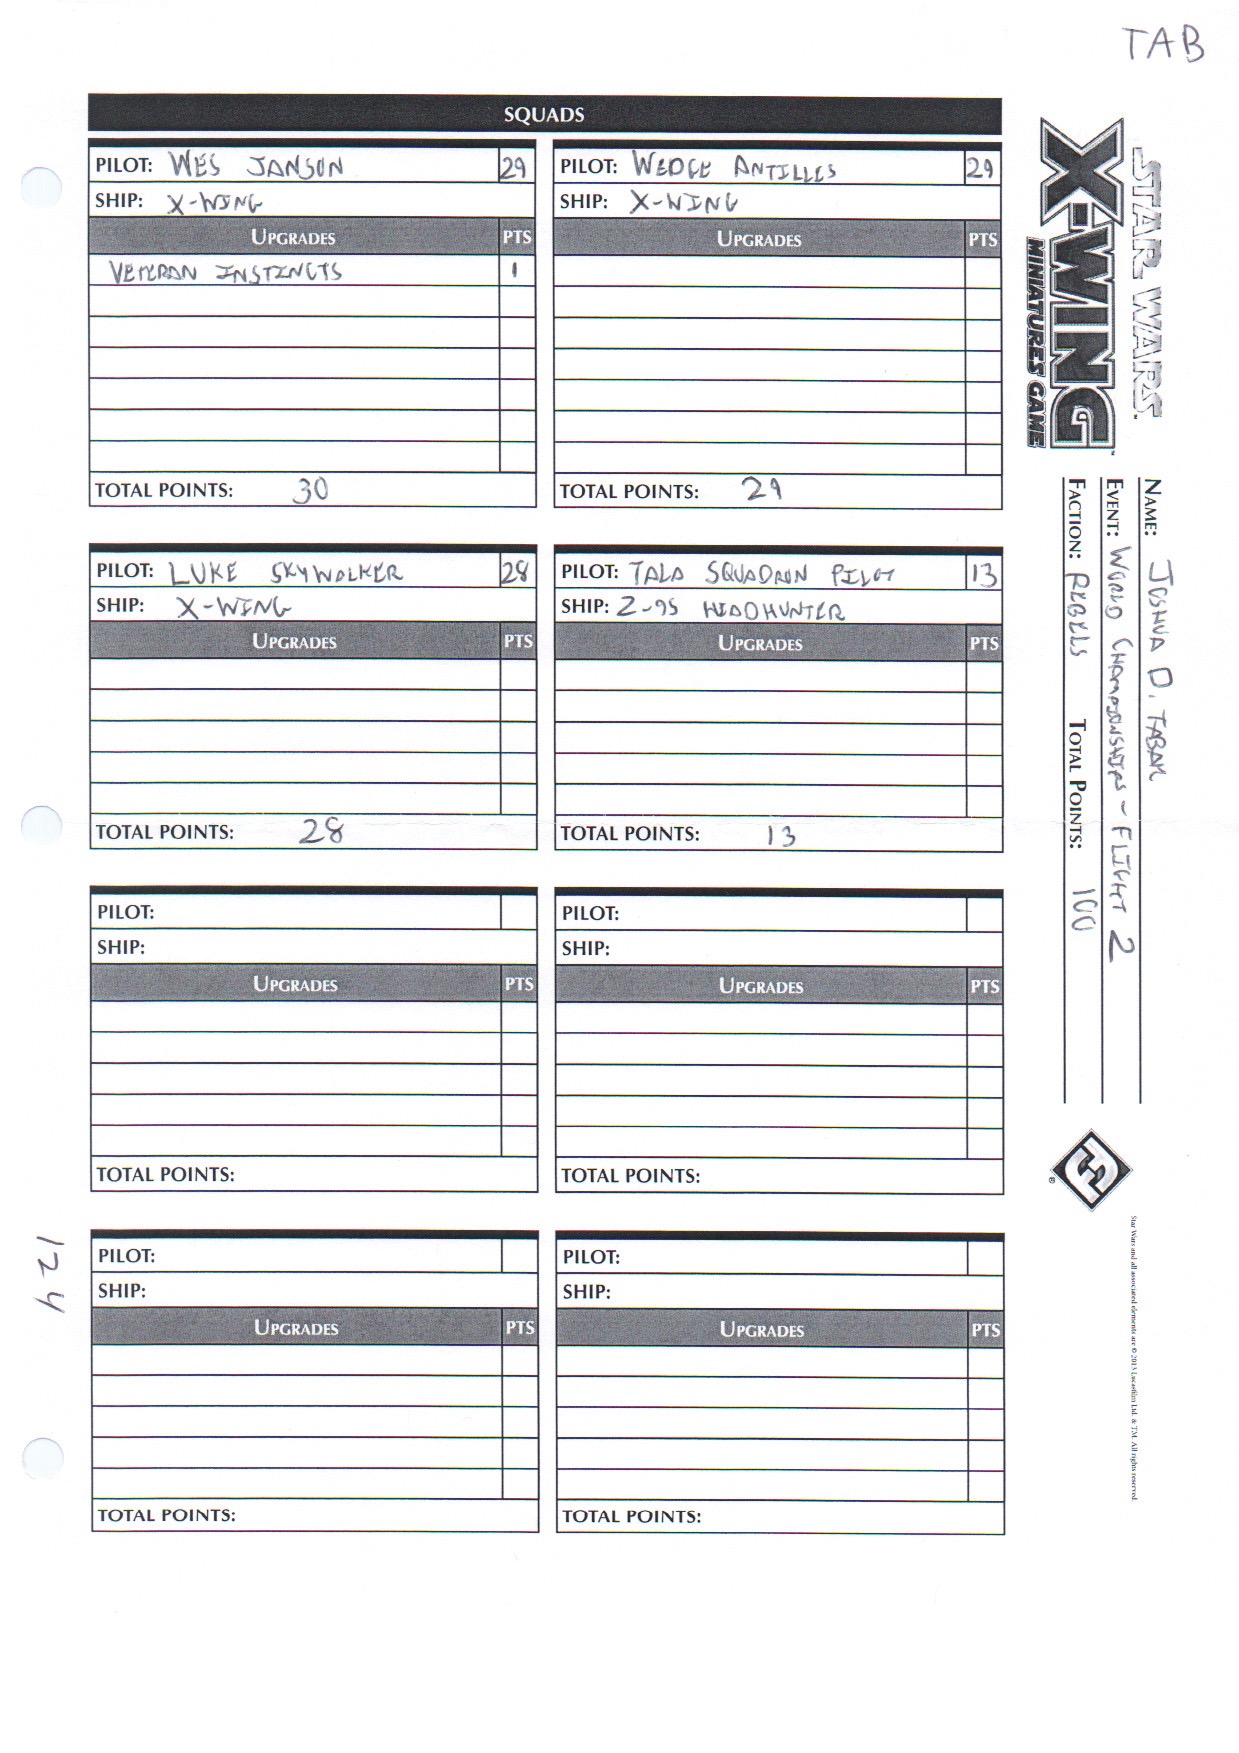 TAB
SQUADS
PILOT: WES JANSON 29
SHIP: X-WING
UPGRADES PTS
VETERAN INSTINCTS 1
TOTAL POINTS: 30
PILOT: WEDGE ANTILLES 29
SHIP: X-WING
UPGRADES PTS
TOTAL POINTS: 29
PILOT: LUKE SKYWALKER 28
SHIP: X-WING
UPGRADES PTS
TOTAL POINTS: 28
PILOT: TALA SQUADRON PILOT 13
SHIP: Z-95 HEADHUNTER
UPGRADES PTS
TOTAL POINTS: 13
PILOT:
SHIP:
UPGRADES PTS
TOTAL POINTS:
PILOT:
SHIP:
UPGRADES PTS
TOTAL POINTS:
PILOT:
SHIP:
UPGRADES PTS
TOTAL POINTS:
PILOT:
SHIP:
UPGRADES PTS
TOTAL POINTS:
STAR WARS™
X-WING™
MINIATURES GAME
NAME: JOSHUA D. TABAK
EVENT: WORLD CHAMPIONSHIPS - FLIGHT 2
FACTION: REBELS TOTAL POINTS: 100
®
Star Wars and all associated elements are © 2013 Lucasfilm Ltd. & TM. All rights reserved.
124